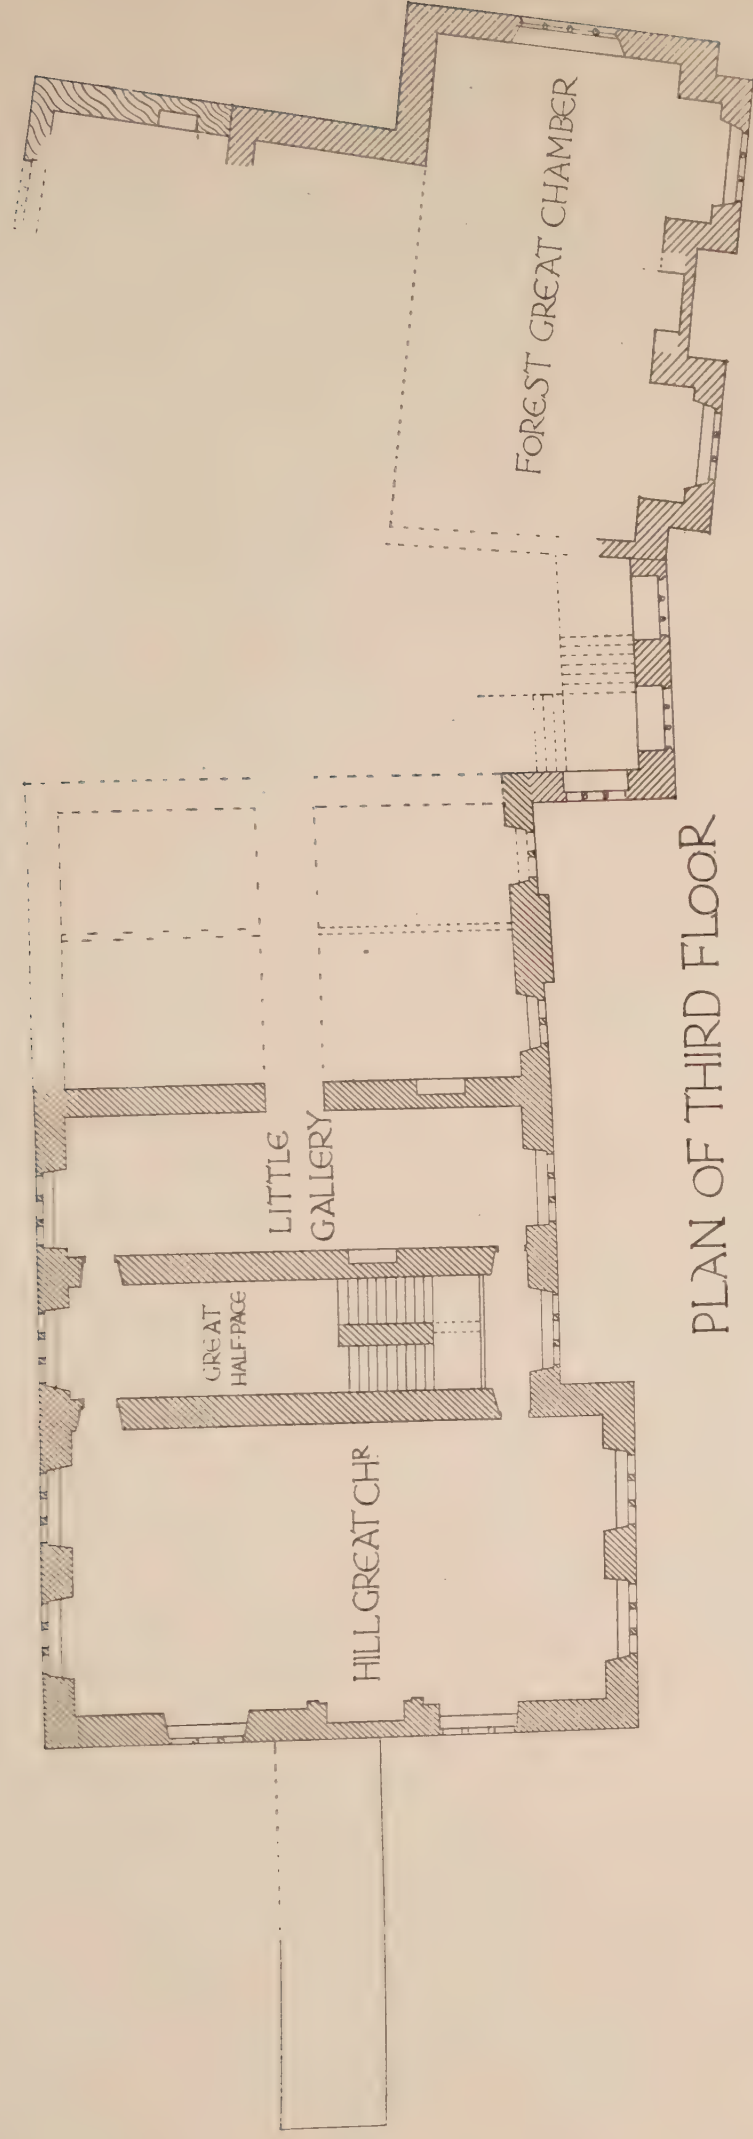 HILL GREAT CHR
GREAT
HALF-PACE
LITTLE
GALLERY
FOREST GREAT CHAMBER
PLAN OF THIRD FLOOR